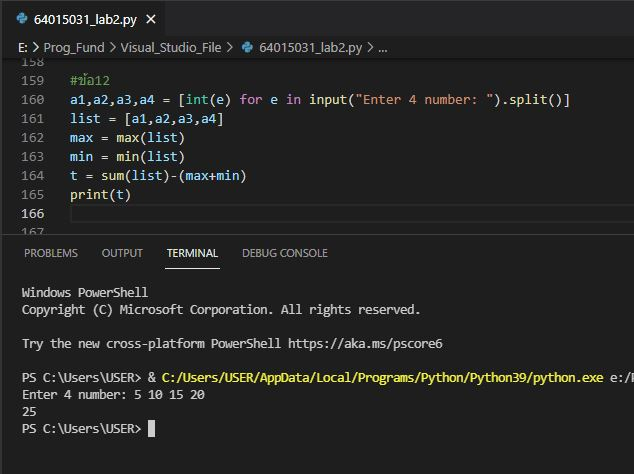 64015031_lab2.py ×
E: > Prog_Fund > Visual_Studio_File > 64015031_lab2.py > ...
158
159 #ข้อ12
160 a1,a2,a3,a4 = [int(e) for e in input("Enter 4 number: ").split()]
161 list = [a1,a2,a3,a4]
162 max = max(list)
163 min = min(list)
164 t = sum(list)-(max+min)
165 print(t)
166
167
PROBLEMS OUTPUT TERMINAL DEBUG CONSOLE
Windows PowerShell
Copyright (C) Microsoft Corporation. All rights reserved.
Try the new cross-platform PowerShell https://aka.ms/pscore6
PS C:\Users\USER> & C:/Users/USER/AppData/Local/Programs/Python/Python39/python.exe e:/
Enter 4 number: 5 10 15 20
25
PS C:\Users\USER>